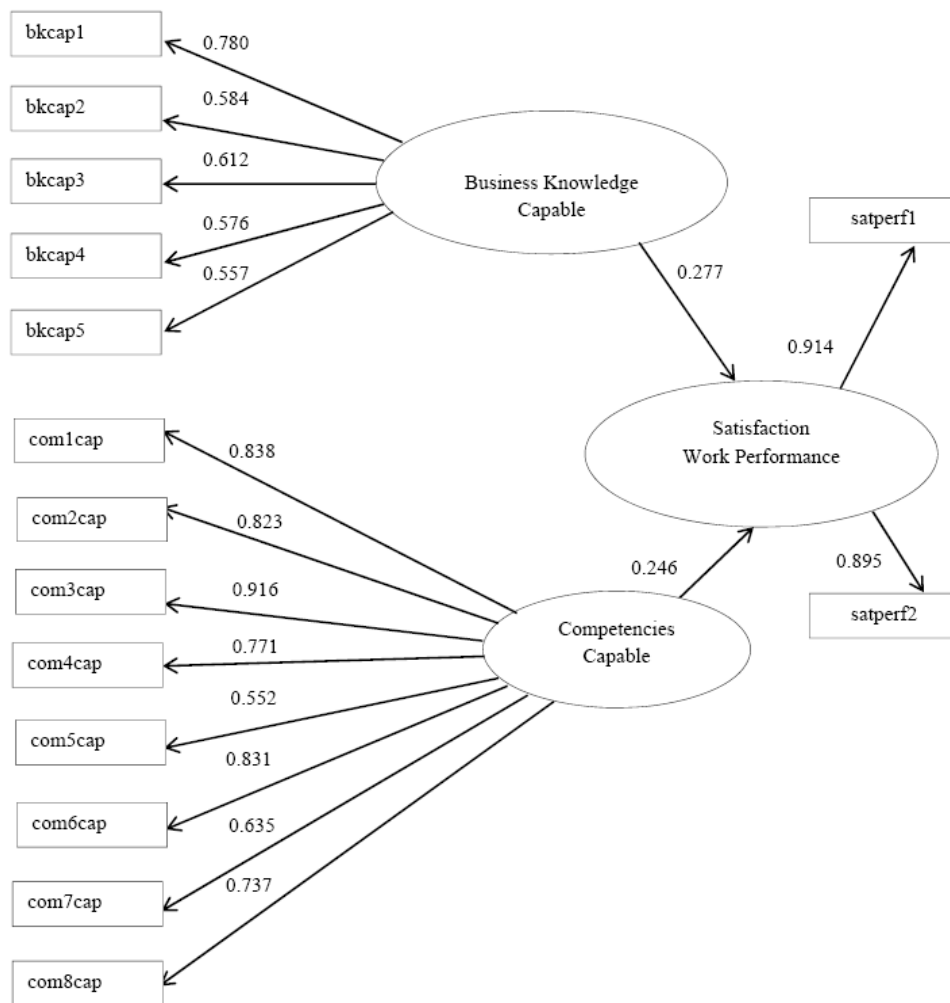 bkcap1
0.780
bkcap2
0.584
bkcap3
0.612
Business Knowledge
Capable
bkcap4
0.576
bkcap5
0.557
0.277
satperf1
0.914
Satisfaction
Work Performance
com1cap
0.838
com2cap
0.823
com3cap
0.916
0.246
0.895
satperf2
Competencies
Capable
com4cap
0.771
com5cap
0.552
com6cap
0.831
com7cap
0.635
com8cap
0.737